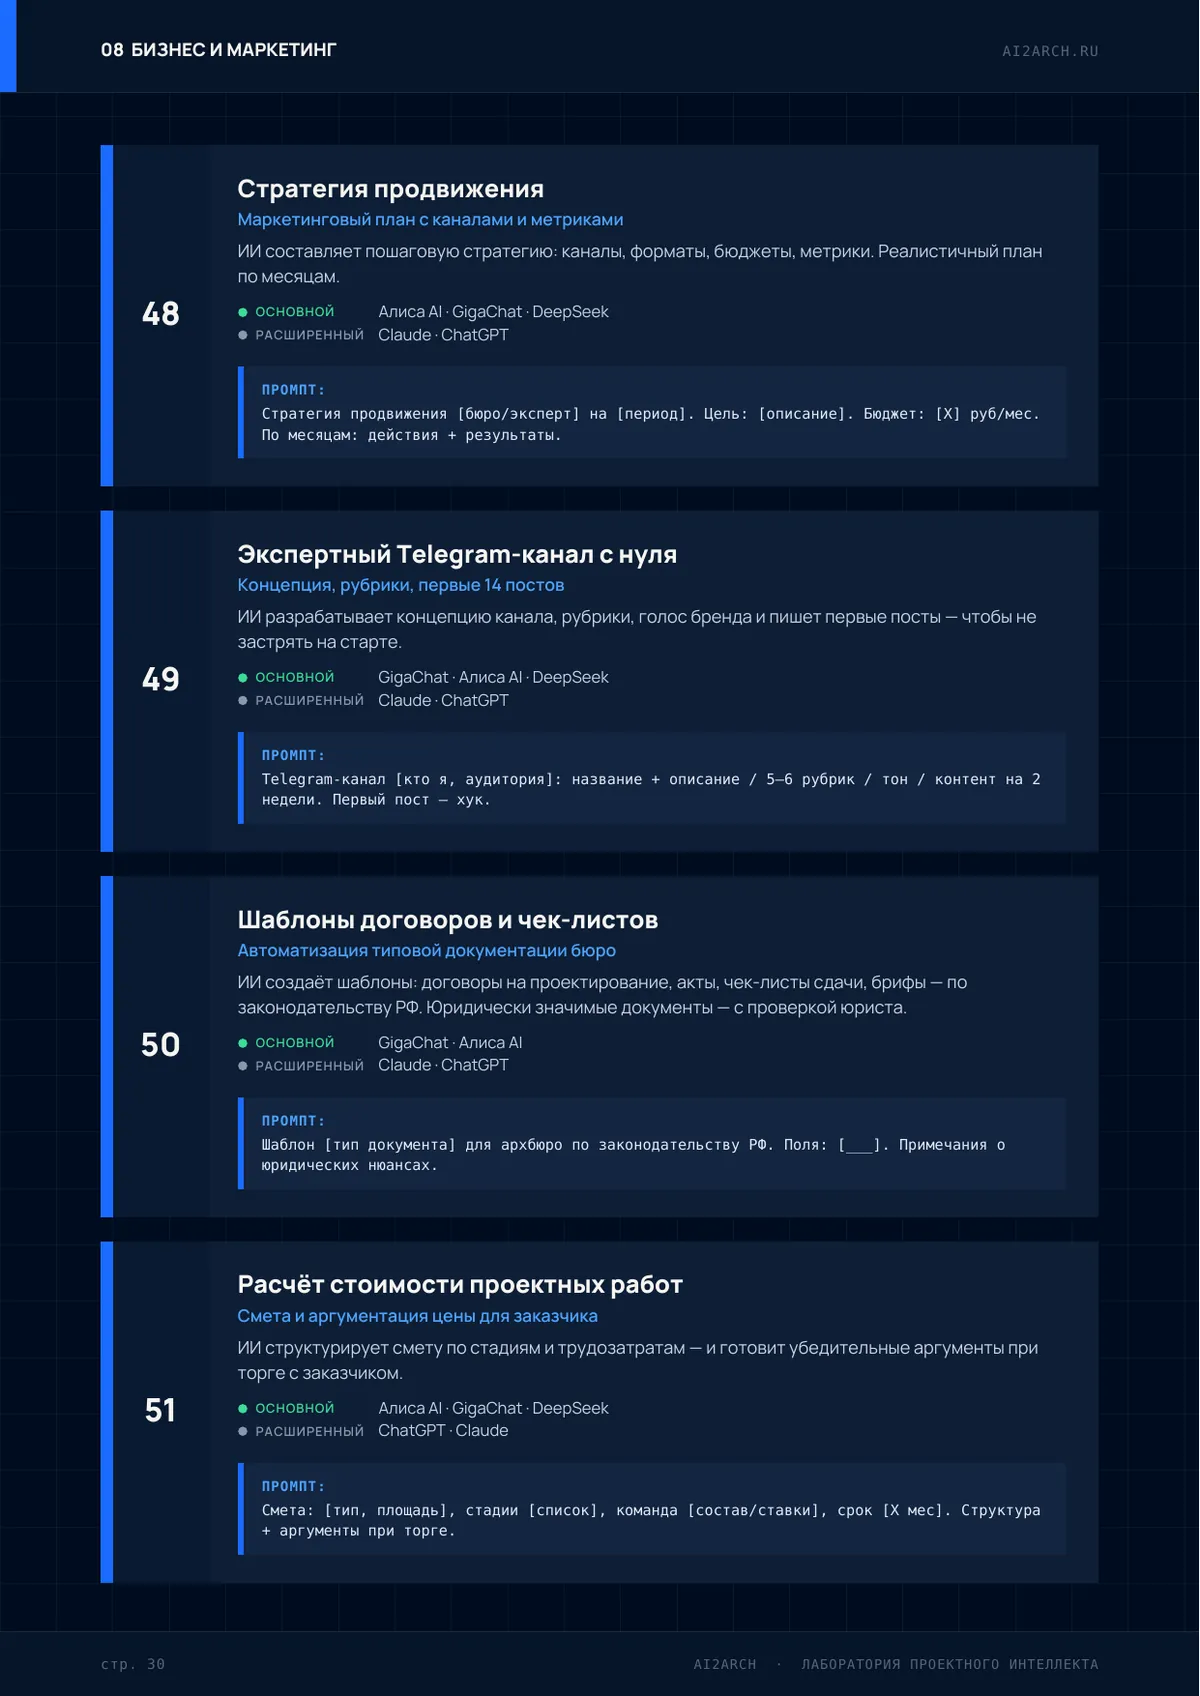 08 БИЗНЕС И МАРКЕТИНГ
AI2ARCH.RU
48
Стратегия продвижения
Маркетинговый план с каналами и метриками
ИИ составляет пошаговую стратегию: каналы, форматы, бюджеты, метрики. Реалистичный план
по месяцам.
ОСНОВНОЙ Алиса AI · GigaChat · DeepSeek
РАСШИРЕННЫЙ Claude · ChatGPT
ПРОМПТ:
Стратегия продвижения [бюро/эксперт] на [период]. Цель: [описание]. Бюджет: [X] руб/мес.
По месяцам: действия + результаты.
49
Экспертный Telegram-канал с нуля
Концепция, рубрики, первые 14 постов
ИИ разрабатывает концепцию канала, рубрики, голос бренда и пишет первые посты — чтобы не
застрять на старте.
ОСНОВНОЙ GigaChat · Алиса AI · DeepSeek
РАСШИРЕННЫЙ Claude · ChatGPT
ПРОМПТ:
Telegram-канал [кто я, аудитория]: название + описание / 5–6 рубрик / тон / контент на 2
недели. Первый пост — хук.
50
Шаблоны договоров и чек-листов
Автоматизация типовой документации бюро
ИИ создаёт шаблоны: договоры на проектирование, акты, чек-листы сдачи, брифы — по
законодательству РФ. Юридически значимые документы — с проверкой юриста.
ОСНОВНОЙ GigaChat · Алиса AI
РАСШИРЕННЫЙ Claude · ChatGPT
ПРОМПТ:
Шаблон [тип документа] для архбюро по законодательству РФ. Поля: [___]. Примечания о
юридических нюансах.
51
Расчёт стоимости проектных работ
Смета и аргументация цены для заказчика
ИИ структурирует смету по стадиям и трудозатратам — и готовит убедительные аргументы при
торге с заказчиком.
ОСНОВНОЙ Алиса AI · GigaChat · DeepSeek
РАСШИРЕННЫЙ ChatGPT · Claude
ПРОМПТ:
Смета: [тип, площадь], стадии [список], команда [состав/ставки], срок [X мес]. Структура
+ аргументы при торге.
стр. 30
AI2ARCH · ЛАБОРАТОРИЯ ПРОЕКТНОГО ИНТЕЛЛЕКТА